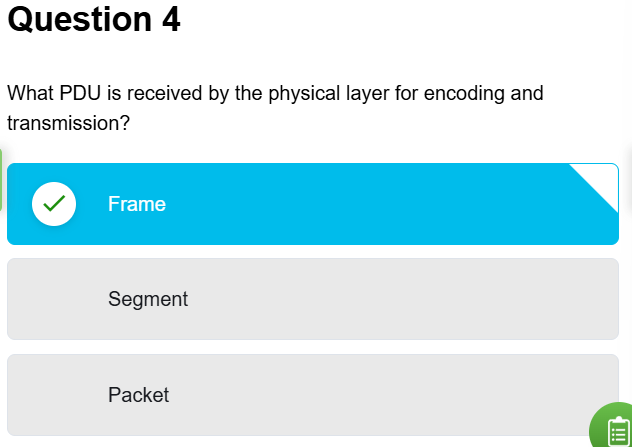 Question 4
What PDU is received by the physical layer for encoding and
transmission?
Frame
Segment
Packet